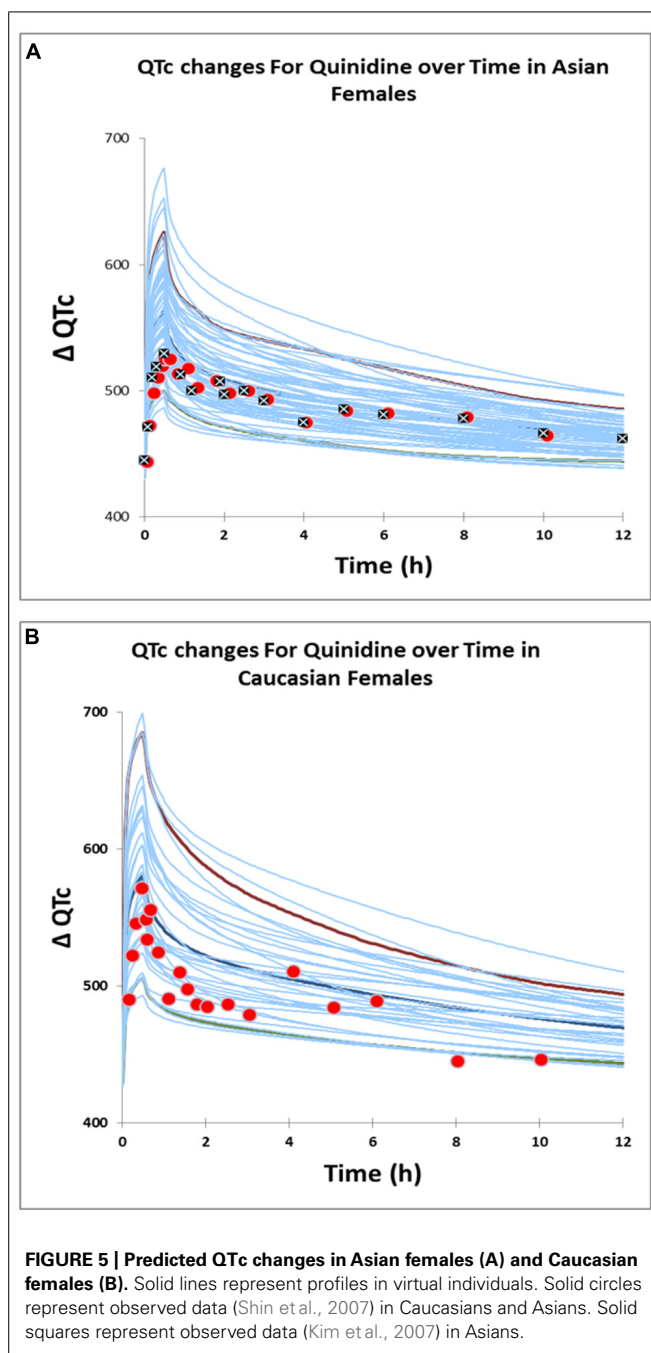 A
QTc changes For Quinidine over Time in Asian
Females
Δ QTc
700
600
500
400
0 2 4 6 8 10 12
Time (h)
B
QTc changes For Quinidine over Time in
Caucasian Females
Δ QTc
700
600
500
400
0 2 4 6 8 10 12
Time (h)
FIGURE 5 | Predicted QTc changes in Asian females (A) and Caucasian
females (B). Solid lines represent profiles in virtual individuals. Solid circles
represent observed data (Shin et al., 2007) in Caucasians and Asians. Solid
squares represent observed data (Kim et al., 2007) in Asians.